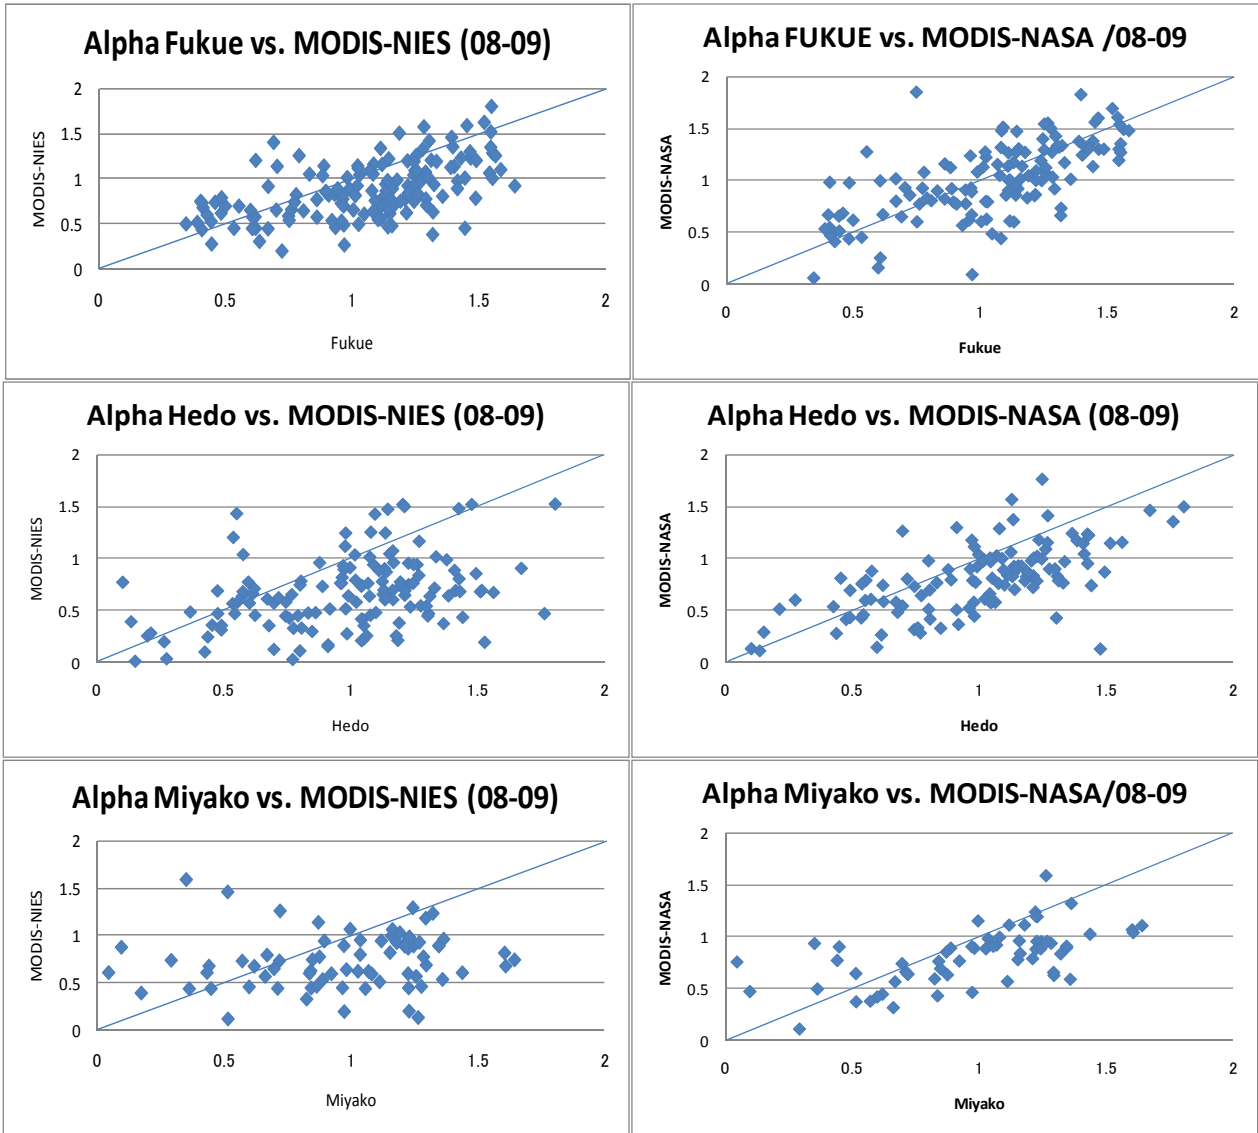 Alpha Fukue vs. MODIS-NIES (08-09)
2
1.5
1
0.5
0
MODIS-NIES
0 0.5 1 1.5 2
Fukue
Alpha FUKUE vs. MODIS-NASA /08-09
2
1.5
1
0.5
0
MODIS-NASA
0 0.5 1 1.5 2
Fukue
Alpha Hedo vs. MODIS-NIES (08-09)
2
1.5
1
0.5
0
MODIS-NIES
0 0.5 1 1.5 2
Hedo
Alpha Hedo vs. MODIS-NASA (08-09)
2
1.5
1
0.5
0
MODIS-NASA
0 0.5 1 1.5 2
Hedo
Alpha Miyako vs. MODIS-NIES (08-09)
2
1.5
1
0.5
0
MODIS-NIES
0 0.5 1 1.5 2
Miyako
Alpha Miyako vs. MODIS-NASA/08-09
2
1.5
1
0.5
0
MODIS-NASA
0 0.5 1 1.5 2
Miyako